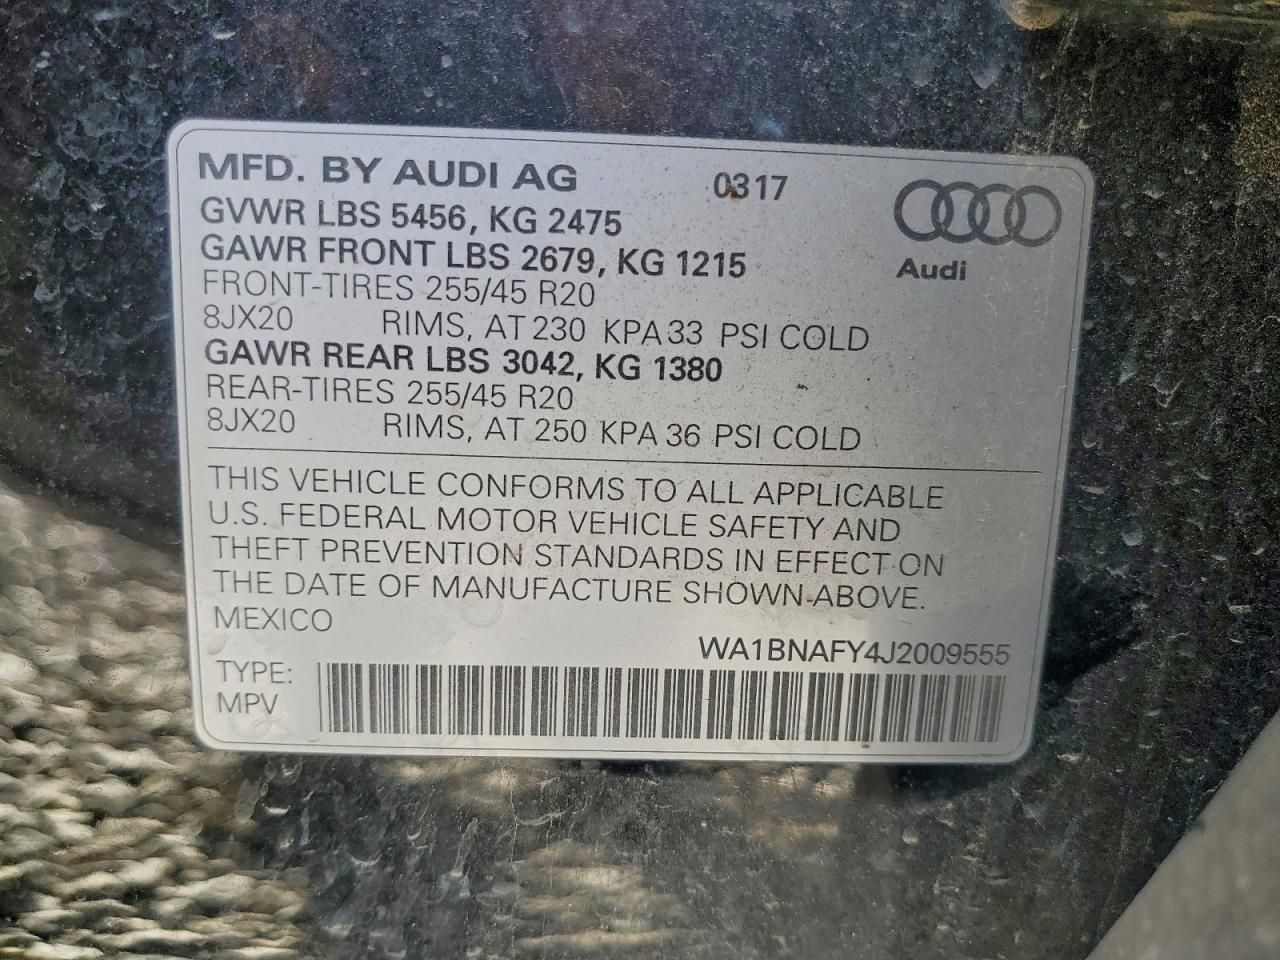 MFD. BY AUDI AG 0317
GVWR LBS 5456, KG 2475
GAWR FRONT LBS 2679, KG 1215
Audi
FRONT-TIRES 255/45 R20
8JX20 RIMS, AT 230 KPA 33 PSI COLD
GAWR REAR LBS 3042, KG 1380
REAR-TIRES 255/45 R20
8JX20 RIMS, AT 250 KPA 36 PSI COLD
THIS VEHICLE CONFORMS TO ALL APPLICABLE
U.S. FEDERAL MOTOR VEHICLE SAFETY AND
THEFT PREVENTION STANDARDS IN EFFECT ON
THE DATE OF MANUFACTURE SHOWN ABOVE.
MEXICO
WA1BNAFY4J2009555
TYPE:
MPV